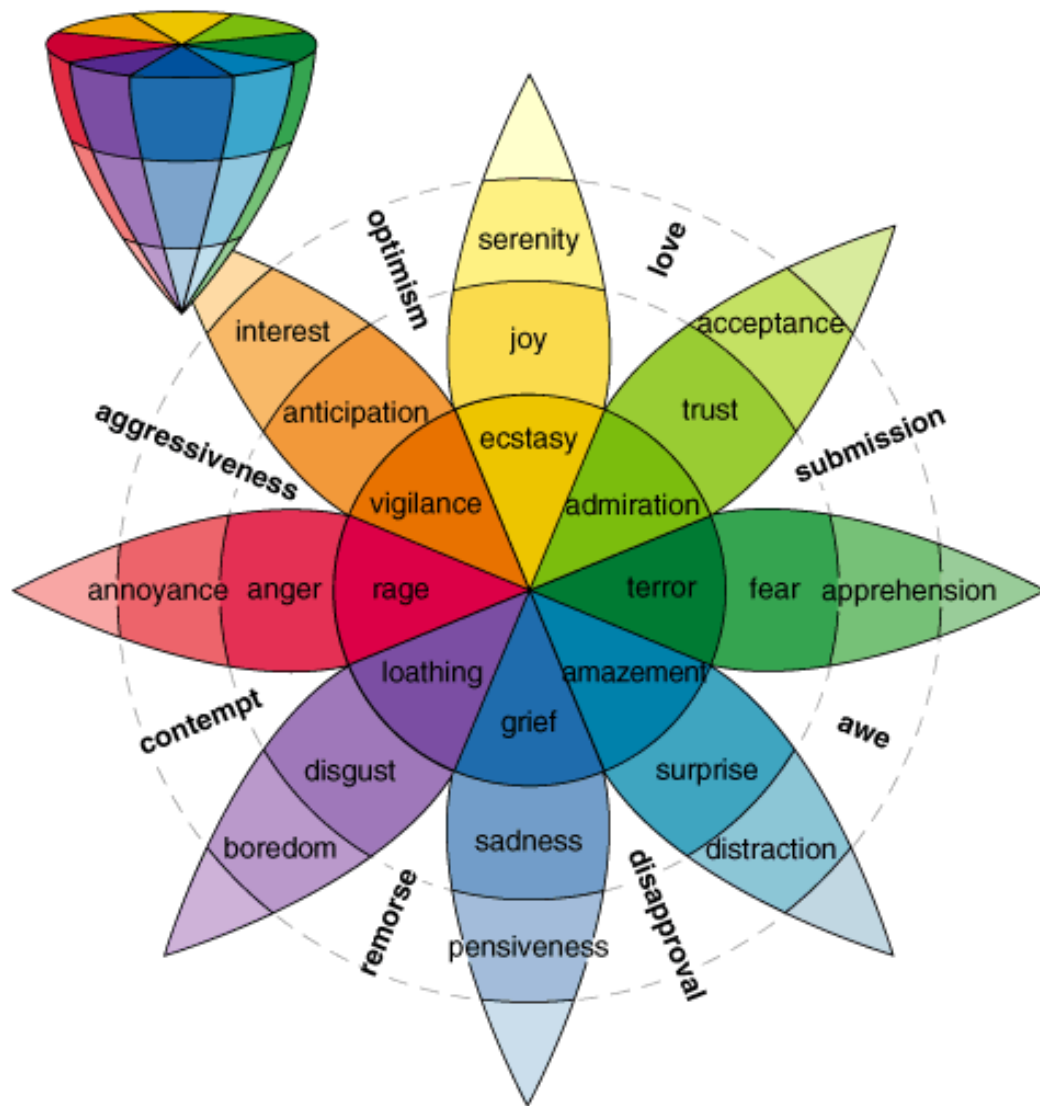 optimism
love
serenity
interest
joy
acceptance
anticipation
trust
aggressiveness
submission
ecstasy
vigilance
admiration
annoyance
anger
rage
terror
fear
apprehension
loathing
amazement
grief
contempt
awe
disgust
surprise
sadness
boredom
distraction
remorse
disapproval
pensiveness